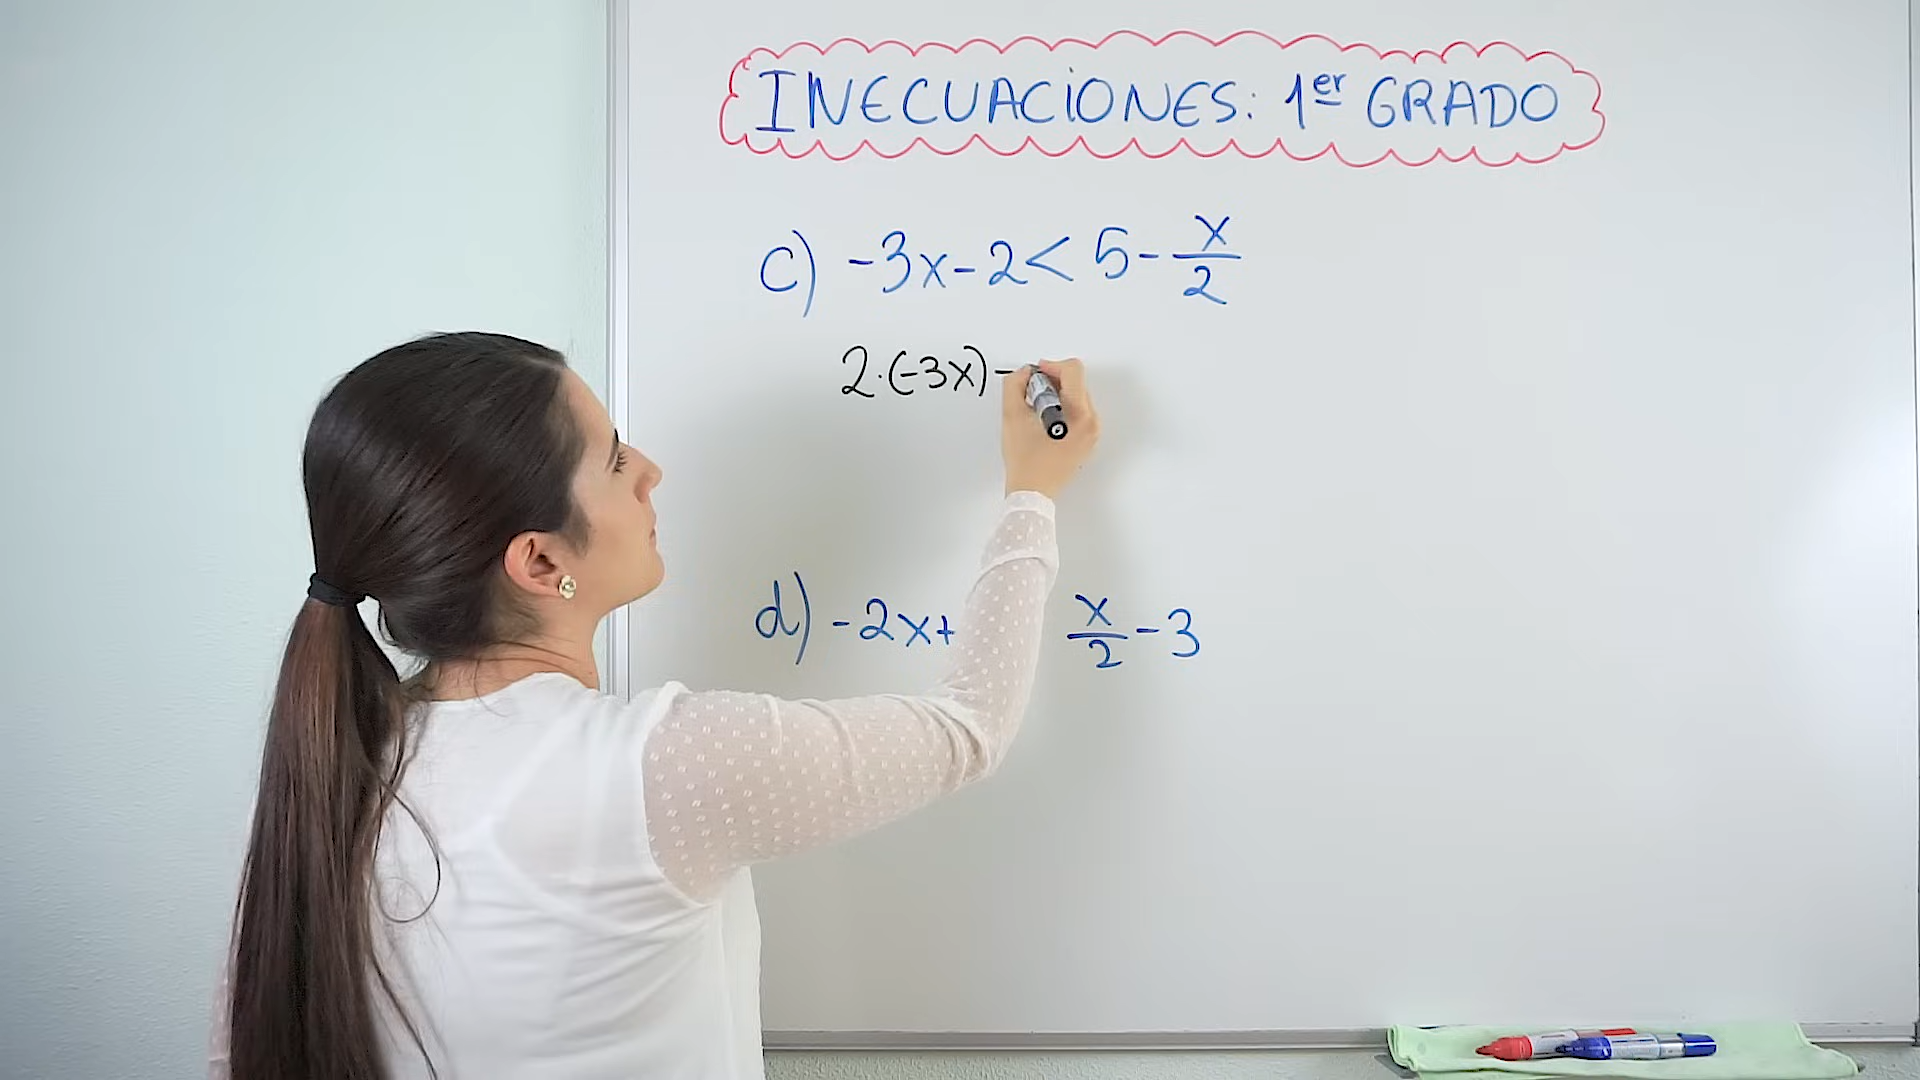 INECUACIONES: 1er GRADO
c) -3x-2 < 5 - x/2
2·(-3x) -
d) -2x+ x/2 - 3